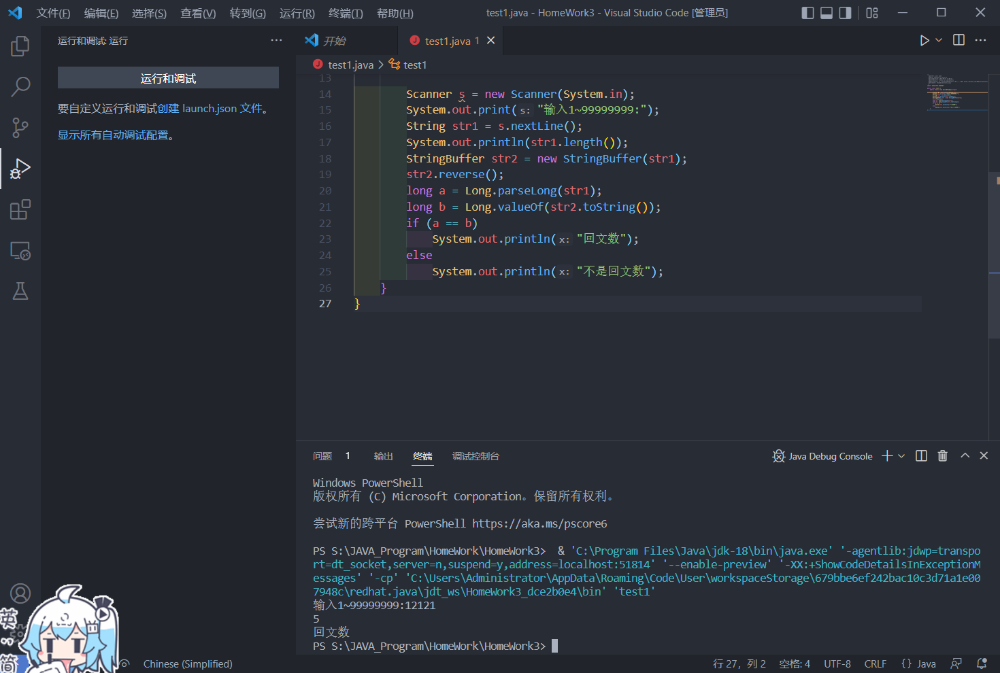 文件(F) 编辑(E) 选择(S) 查看(V) 转到(G) 运行(R) 终端(T) 帮助(H) test1.java - HomeWork3 - Visual Studio Code [管理员]
运行和调试: 运行
运行和调试
要自定义运行和调试创建 launch.json 文件。
显示所有自动调试配置。
开始 test1.java 1
test1.java > test1
13
14 Scanner s = new Scanner(System.in);
15 System.out.print(s: "输入1~99999999:");
16 String str1 = s.nextLine();
17 System.out.println(str1.length());
18 StringBuffer str2 = new StringBuffer(str1);
19 str2.reverse();
20 long a = Long.parseLong(str1);
21 long b = Long.valueOf(str2.toString());
22 if (a == b)
23 System.out.println(x: "回文数");
24 else
25 System.out.println(x: "不是回文数");
26 }
27 }
问题 1 输出 终端 调试控制台 Java Debug Console
Windows PowerShell
版权所有 (C) Microsoft Corporation。保留所有权利。
尝试新的跨平台 PowerShell https://aka.ms/pscore6
PS S:\JAVA_Program\HomeWork\HomeWork3>  & 'C:\Program Files\Java\jdk-18\bin\java.exe' '-agentlib:jdwp=transpo
rt=dt_socket,server=n,suspend=y,address=localhost:51814' '--enable-preview' '-XX:+ShowCodeDetailsInExceptionM
essages' '-cp' 'C:\Users\Administrator\AppData\Roaming\Code\User\workspaceStorage\679bbe6ef242bac10c3d71a1e00
7948c\redhat.java\jdt_ws\HomeWork3_dce2b0e4\bin' 'test1'
输入1~99999999:12121
5
回文数
PS S:\JAVA_Program\HomeWork\HomeWork3>
英
简
Chinese (Simplified) 行 27，列 2 空格: 4 UTF-8 CRLF {} Java